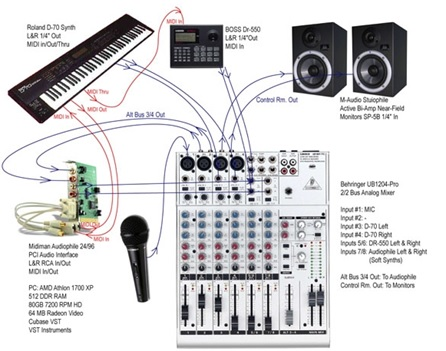 Roland D-70 Synth
L&R 1/4" Out
MIDI in/Out/Thru
MIDI In
BOSS Dr-550
L&R 1/4"Out
MIDI In
MIDI Thru
MIDI Out
MIDI In
Alt Bus 3/4 Out
Control Rm. Out
M-Audio Stuiophile
Active Bi-Amp Near-Field
Monitors SP-5B 1/4" In
Behringer UB1204-Pro
2/2 Bus Analog Mixer
Input #1: MIC
Input #2: -
Input #3: D-70 Left
Input #4: D-70 Right
Inputs 5/6: DR-550 Left & Right
Inputs 7/8: Audiophile Left & Right
(Soft Synths)
Alt Bus 3/4 Out: To Audiophile
Control Rm. Out: To Monitors
MIDI Out
MIDI In
Midiman Audiophile 24/96
PCI Audio Interface
L&R RCA In/Out
MIDI In/Out
PC: AMD Athlon 1700 XP
512 DDR RAM
80GB 7200 RPM HD
64 MB Radeon Video
Cubase VST
VST Instruments